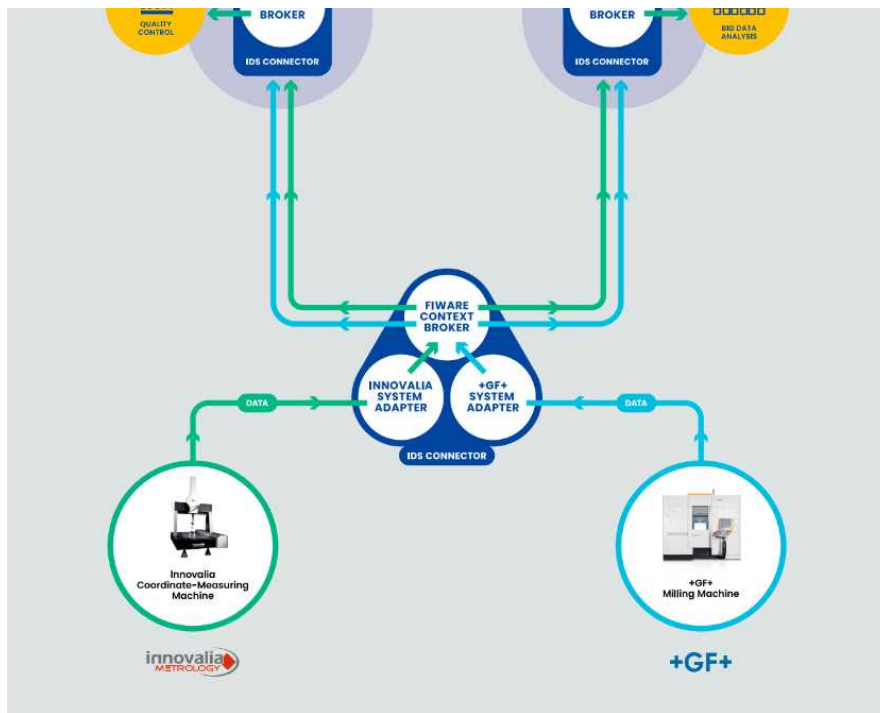 BROKER
QUALITY
CONTROL
IDS CONNECTOR
BROKER
BIG DATA
ANALYSIS
IDS CONNECTOR
FIWARE
CONTEXT
BROKER
INNOVALIA
SYSTEM
ADAPTER
+GF+
SYSTEM
ADAPTER
DATA
DATA
IDS CONNECTOR
Innovalia
Coordinate-Measuring
Machine
+GF+
Milling Machine
innovalia
METROLOGY
+GF+